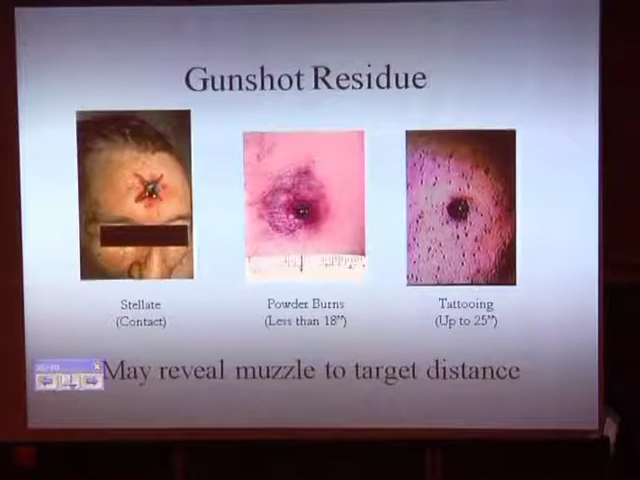 Gunshot Residue
Stellate
(Contact)
Powder Burns
(Less than 18")
Tattooing
(Up to 25")
May reveal muzzle to target distance